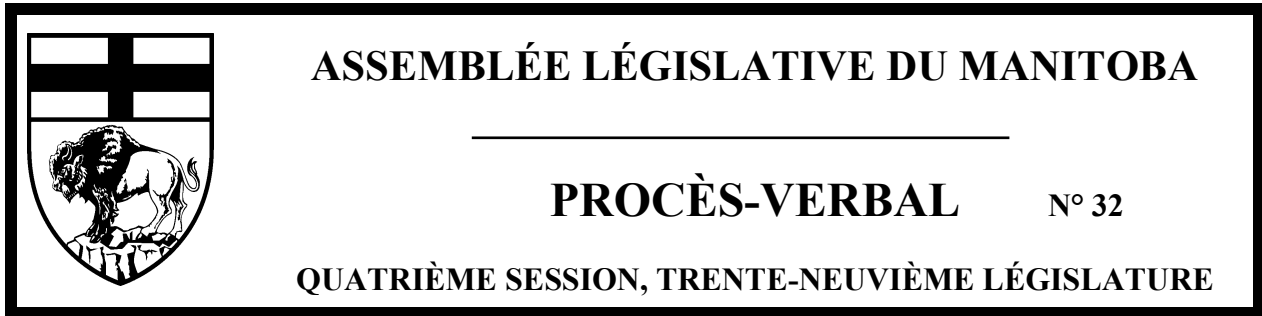 ASSEMBLÉE LÉGISLATIVE DU MANITOBA
PROCÈS-VERBAL N° 32
QUATRIÈME SESSION, TRENTE-NEUVIÈME LÉGISLATURE